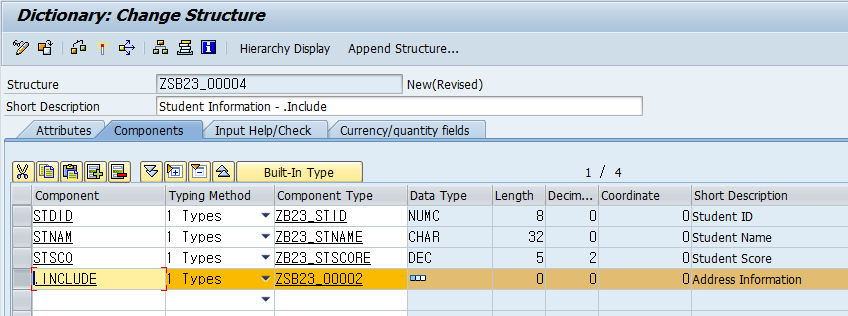 Dictionary: Change Structure
Hierarchy Display Append Structure...
Structure ZSB23_00004 New(Revised)
Short Description Student Information - .Include
Attributes Components Input Help/Check Currency/quantity fields
Built-In Type 1 / 4
Component Typing Method Component Type Data Type Length Decim... Coordinate Short Description
STDID 1 Types ZB23_STID NUMC 8 0 0 Student ID
STNAM 1 Types ZB23_STNAME CHAR 32 0 0 Student Name
STSCO 1 Types ZB23_STSCORE DEC 5 2 0 Student Score
.INCLUDE 1 Types ZSB23_00002 0 0 0 Address Information